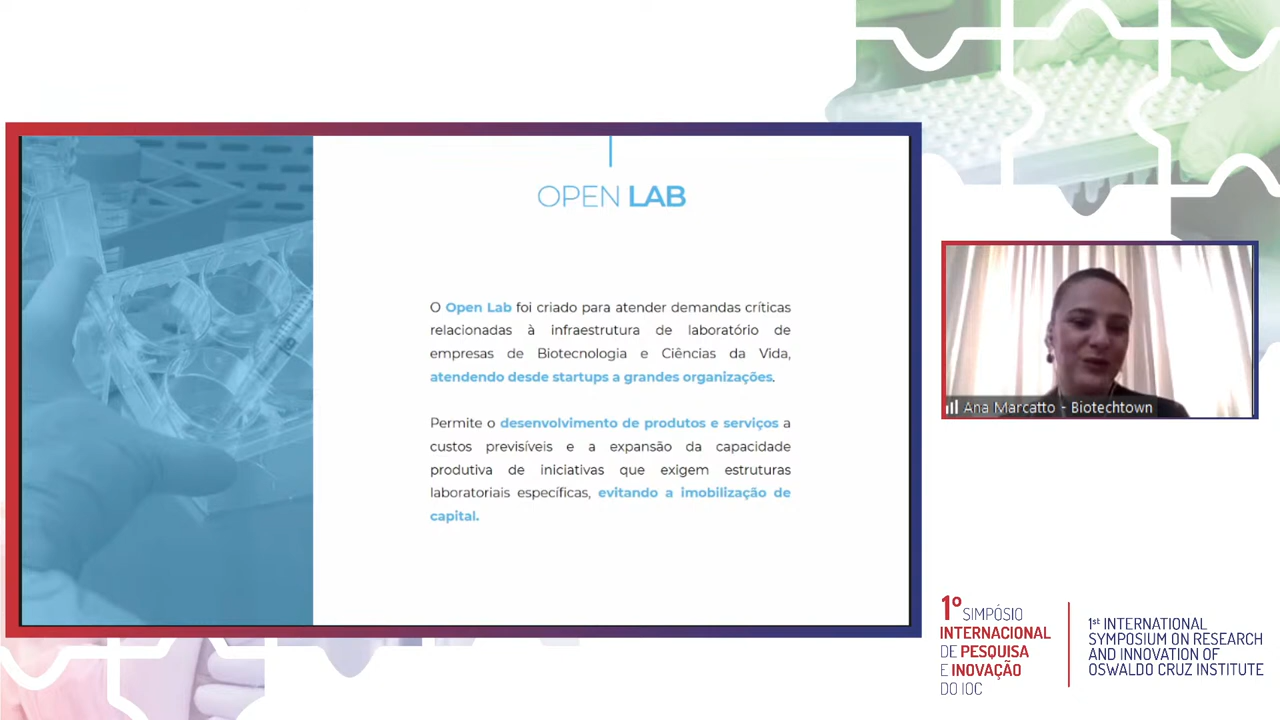 OPEN LAB
O Open Lab foi criado para atender demandas críticas
relacionadas à infraestrutura de laboratório de
empresas de Biotecnologia e Ciências da Vida,
atendendo desde startups a grandes organizações.
Permite o desenvolvimento de produtos e serviços a
custos previsíveis e a expansão da capacidade
produtiva de iniciativas que exigem estruturas
laboratoriais específicas, evitando a imobilização de
capital.
Ana Marcatto - Biotechtown
1º SIMPÓSIO
INTERNACIONAL
DE PESQUISA
E INOVAÇÃO
DO IOC
1st INTERNATIONAL
SYMPOSIUM ON RESEARCH
AND INNOVATION OF
OSWALDO CRUZ INSTITUTE